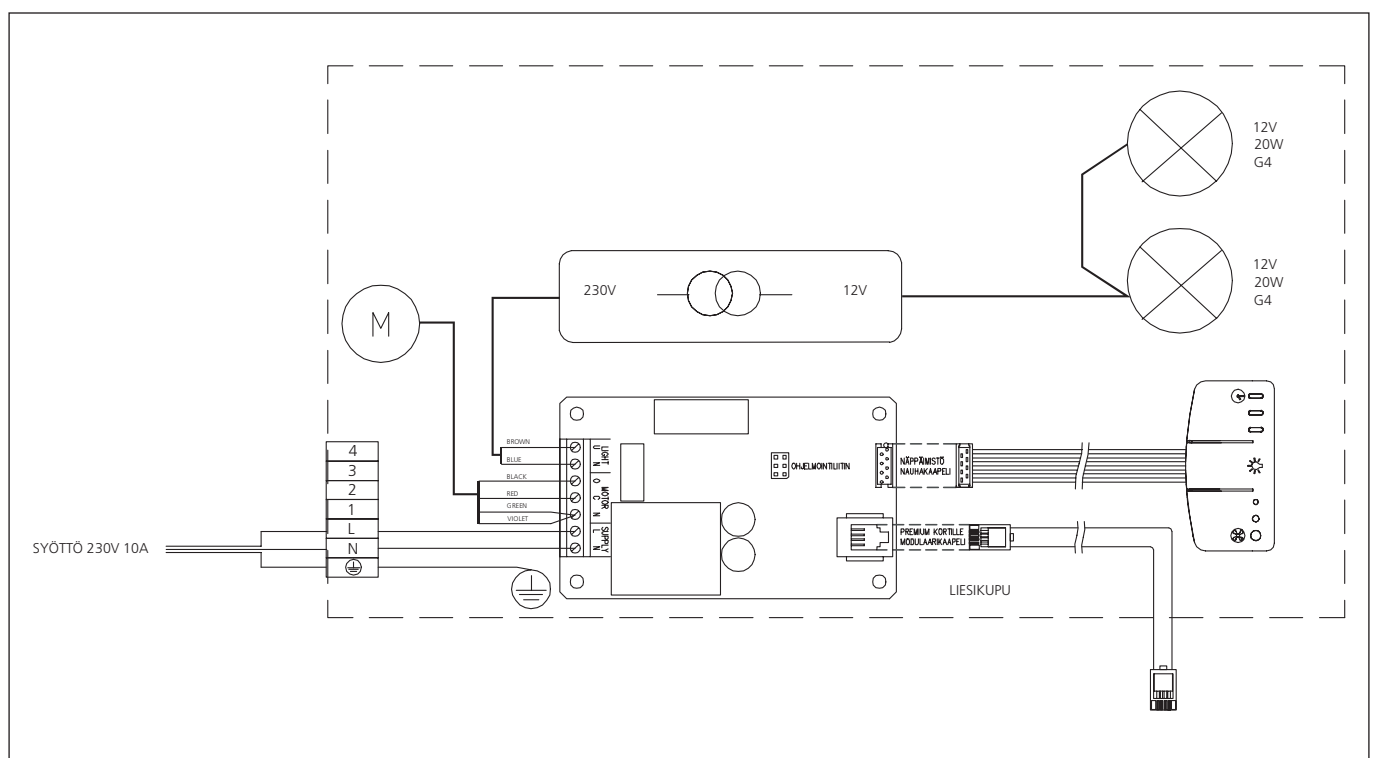 12V
20W
G4
12V
20W
G4
230V
12V
M
BROWN
BLUE
BLACK
RED
GREEN
VIOLET
LIGHT
U N
MOTOR
O C N
SUPPLY
L N
OHJELMOINTILIITIN
NÄPPÄIMISTÖ
NAUHAKAAPELI
PREMIUM KORTILLE
MODULAARIKAAPELI
4
3
2
1
L
N
SYÖTTÖ 230V 10A
LIESIKUPU